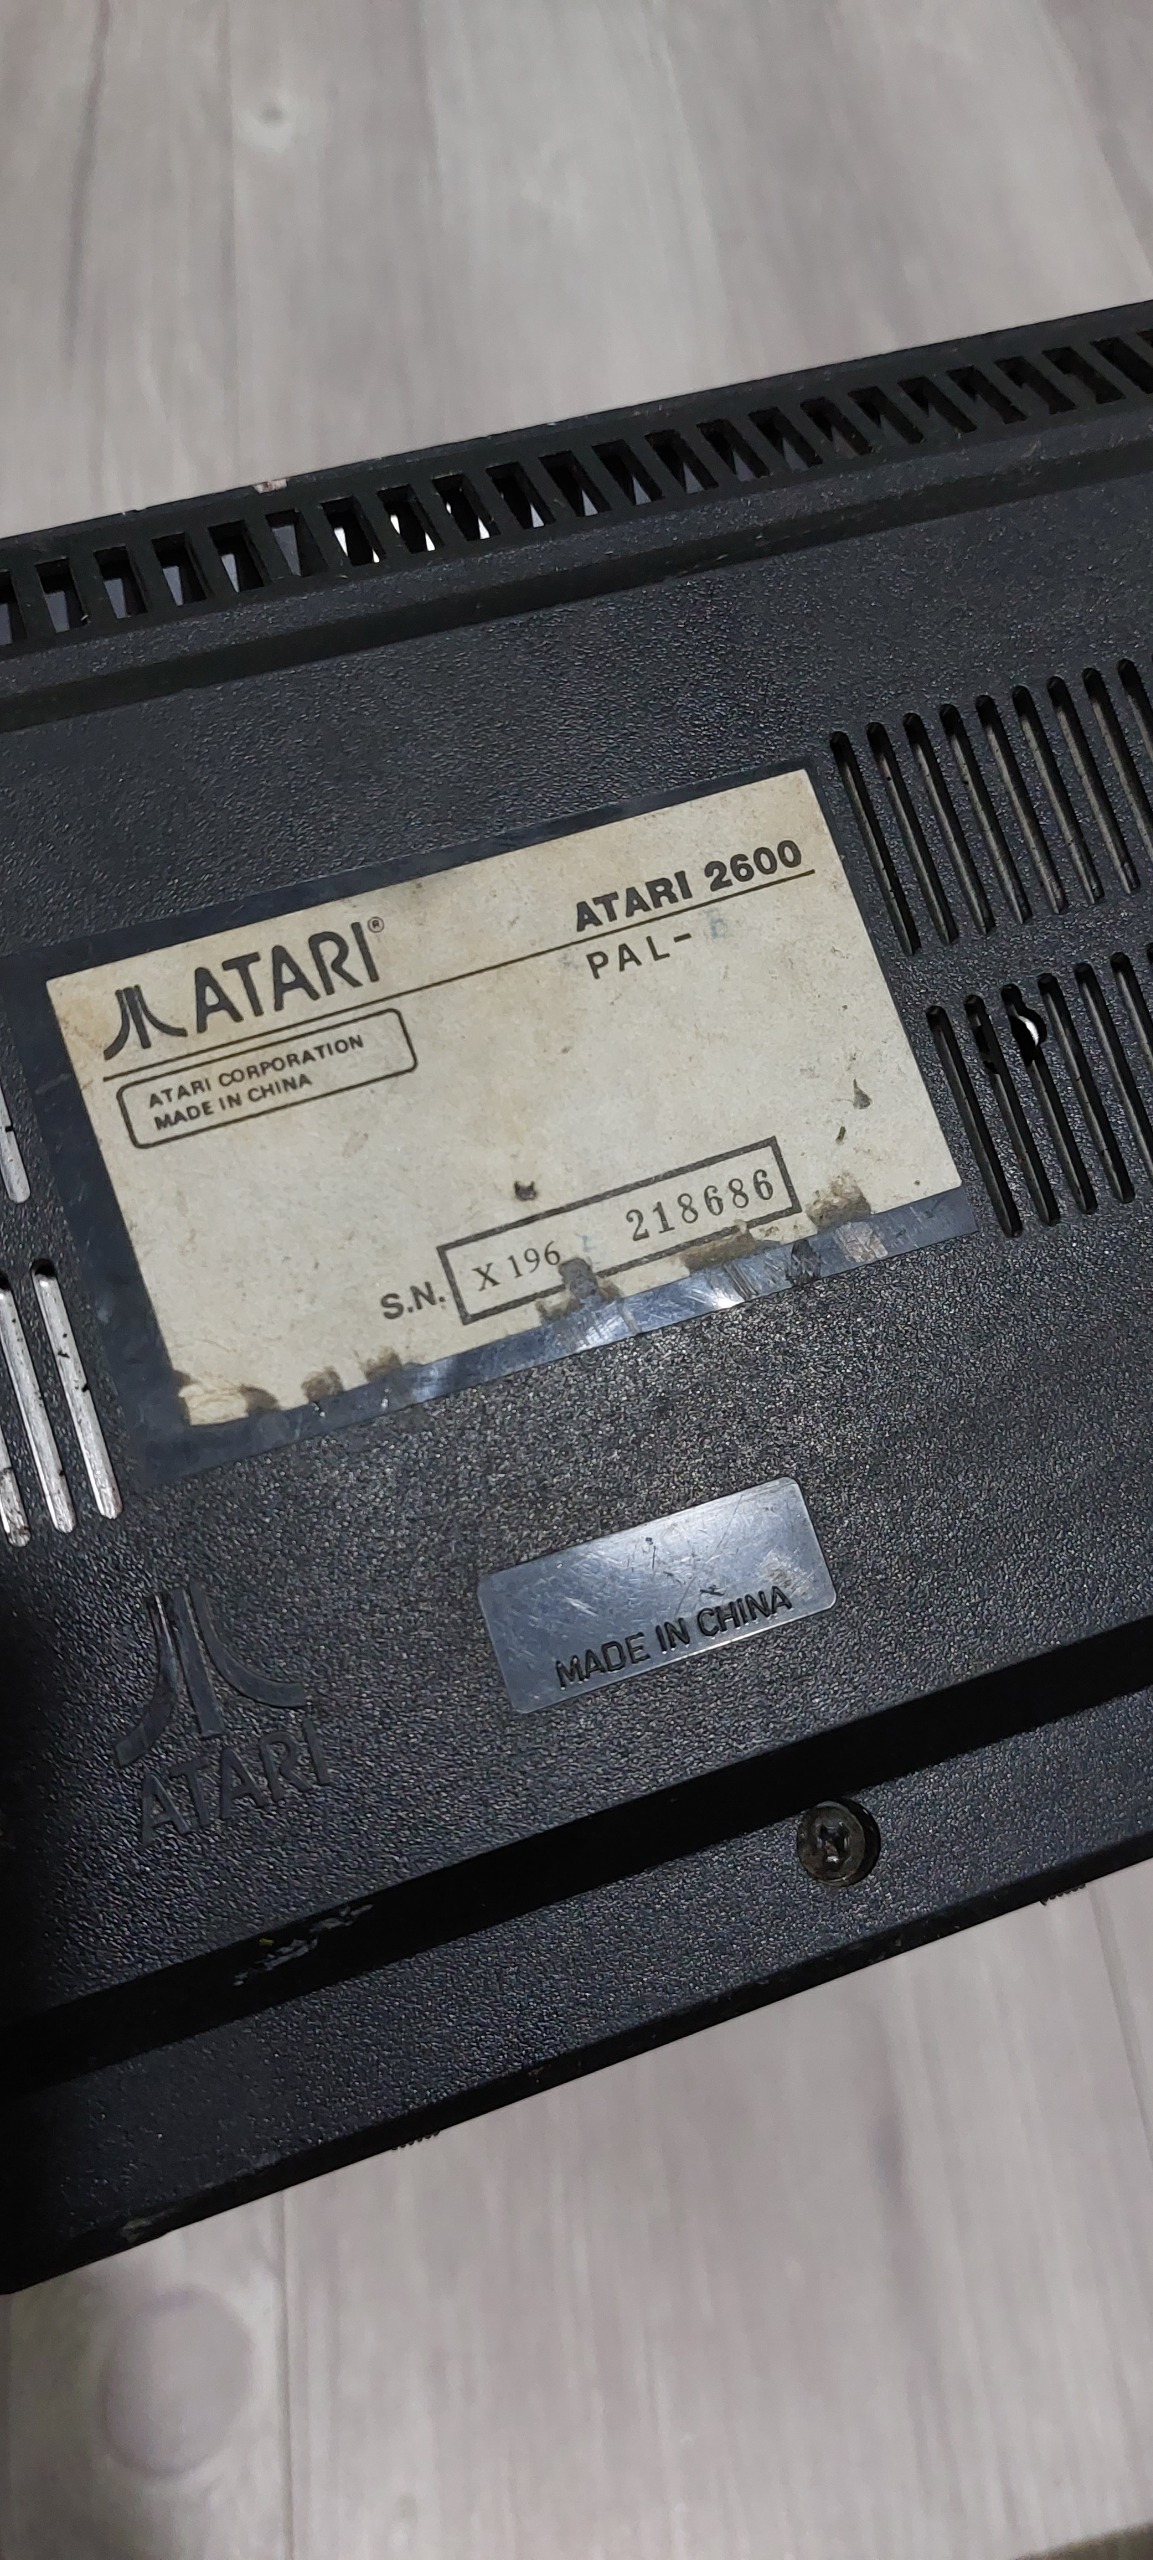 ATARI®
ATARI 2600
PAL-
ATARI CORPORATION
MADE IN CHINA
S.N. X 196 218686
MADE IN CHINA
ATARI